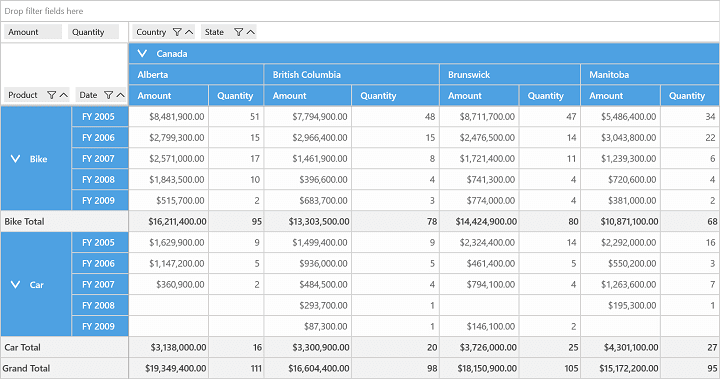 Drop filter fields here
Amount Quantity Country State
Canada
Alberta British Columbia Brunswick Manitoba
Product Date Amount Quantity Amount Quantity Amount Quantity Amount Quantity
FY 2005 $8,481,900.00 51 $7,794,900.00 48 $8,711,700.00 47 $5,486,400.00 34
FY 2006 $2,799,300.00 15 $2,966,400.00 15 $2,476,500.00 14 $3,043,800.00 22
Bike FY 2007 $2,571,000.00 17 $1,461,900.00 8 $1,721,400.00 11 $1,239,300.00 6
FY 2008 $1,843,500.00 10 $396,600.00 4 $741,300.00 4 $720,600.00 4
FY 2009 $515,700.00 2 $683,700.00 3 $774,000.00 4 $381,000.00 2
Bike Total $16,211,400.00 95 $13,303,500.00 78 $14,424,900.00 80 $10,871,100.00 68
FY 2005 $1,629,900.00 9 $1,499,400.00 9 $2,324,400.00 14 $2,292,000.00 16
FY 2006 $1,147,200.00 5 $936,000.00 5 $461,400.00 5 $550,200.00 3
Car FY 2007 $360,900.00 2 $484,500.00 4 $794,100.00 4 $1,263,600.00 7
FY 2008 $293,700.00 1 $195,300.00 1
FY 2009 $87,300.00 1 $146,100.00 2
Car Total $3,138,000.00 16 $3,300,900.00 20 $3,726,000.00 25 $4,301,100.00 27
Grand Total $19,349,400.00 111 $16,604,400.00 98 $18,150,900.00 105 $15,172,200.00 95